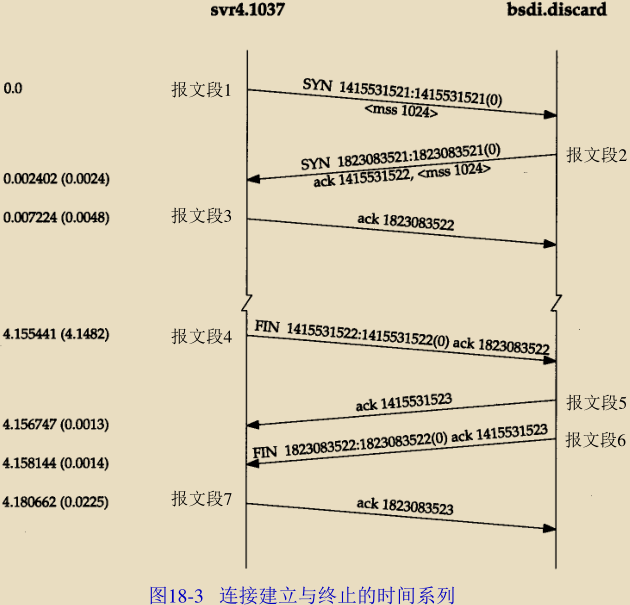 svr4.1037 bsdi.discard
0.0 报文段1 SYN 1415531521:1415531521(0)
<mss 1024>
SYN 1823083521:1823083521(0) 报文段2
0.002402 (0.0024) ack 1415531522, <mss 1024>
0.007224 (0.0048) 报文段3 ack 1823083522
4.155441 (4.1482) 报文段4 FIN 1415531522:1415531522(0) ack 1823083522
ack 1415531523 报文段5
4.156747 (0.0013)
FIN 1823083522:1823083522(0) ack 1415531523 报文段6
4.158144 (0.0014)
4.180662 (0.0225) 报文段7 ack 1823083523
图18-3 连接建立与终止的时间系列